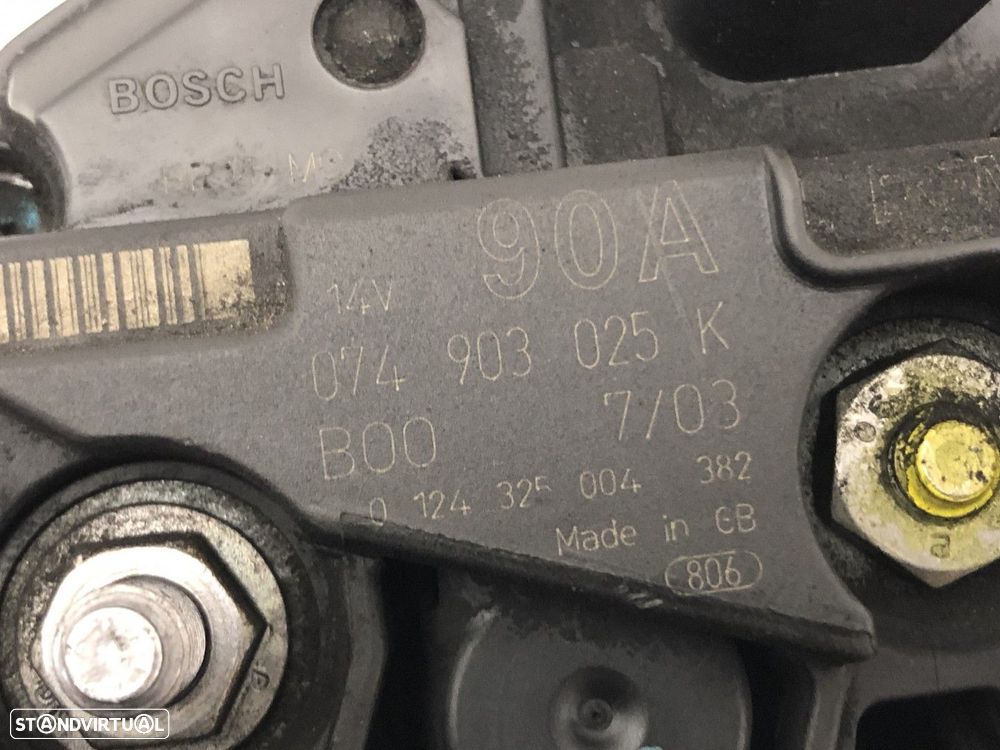 BOSCH
90A
14V
074 903 025 K
B00 7/03
0 124 325 004 382
Made in GB
806
STANDVIRTUAL